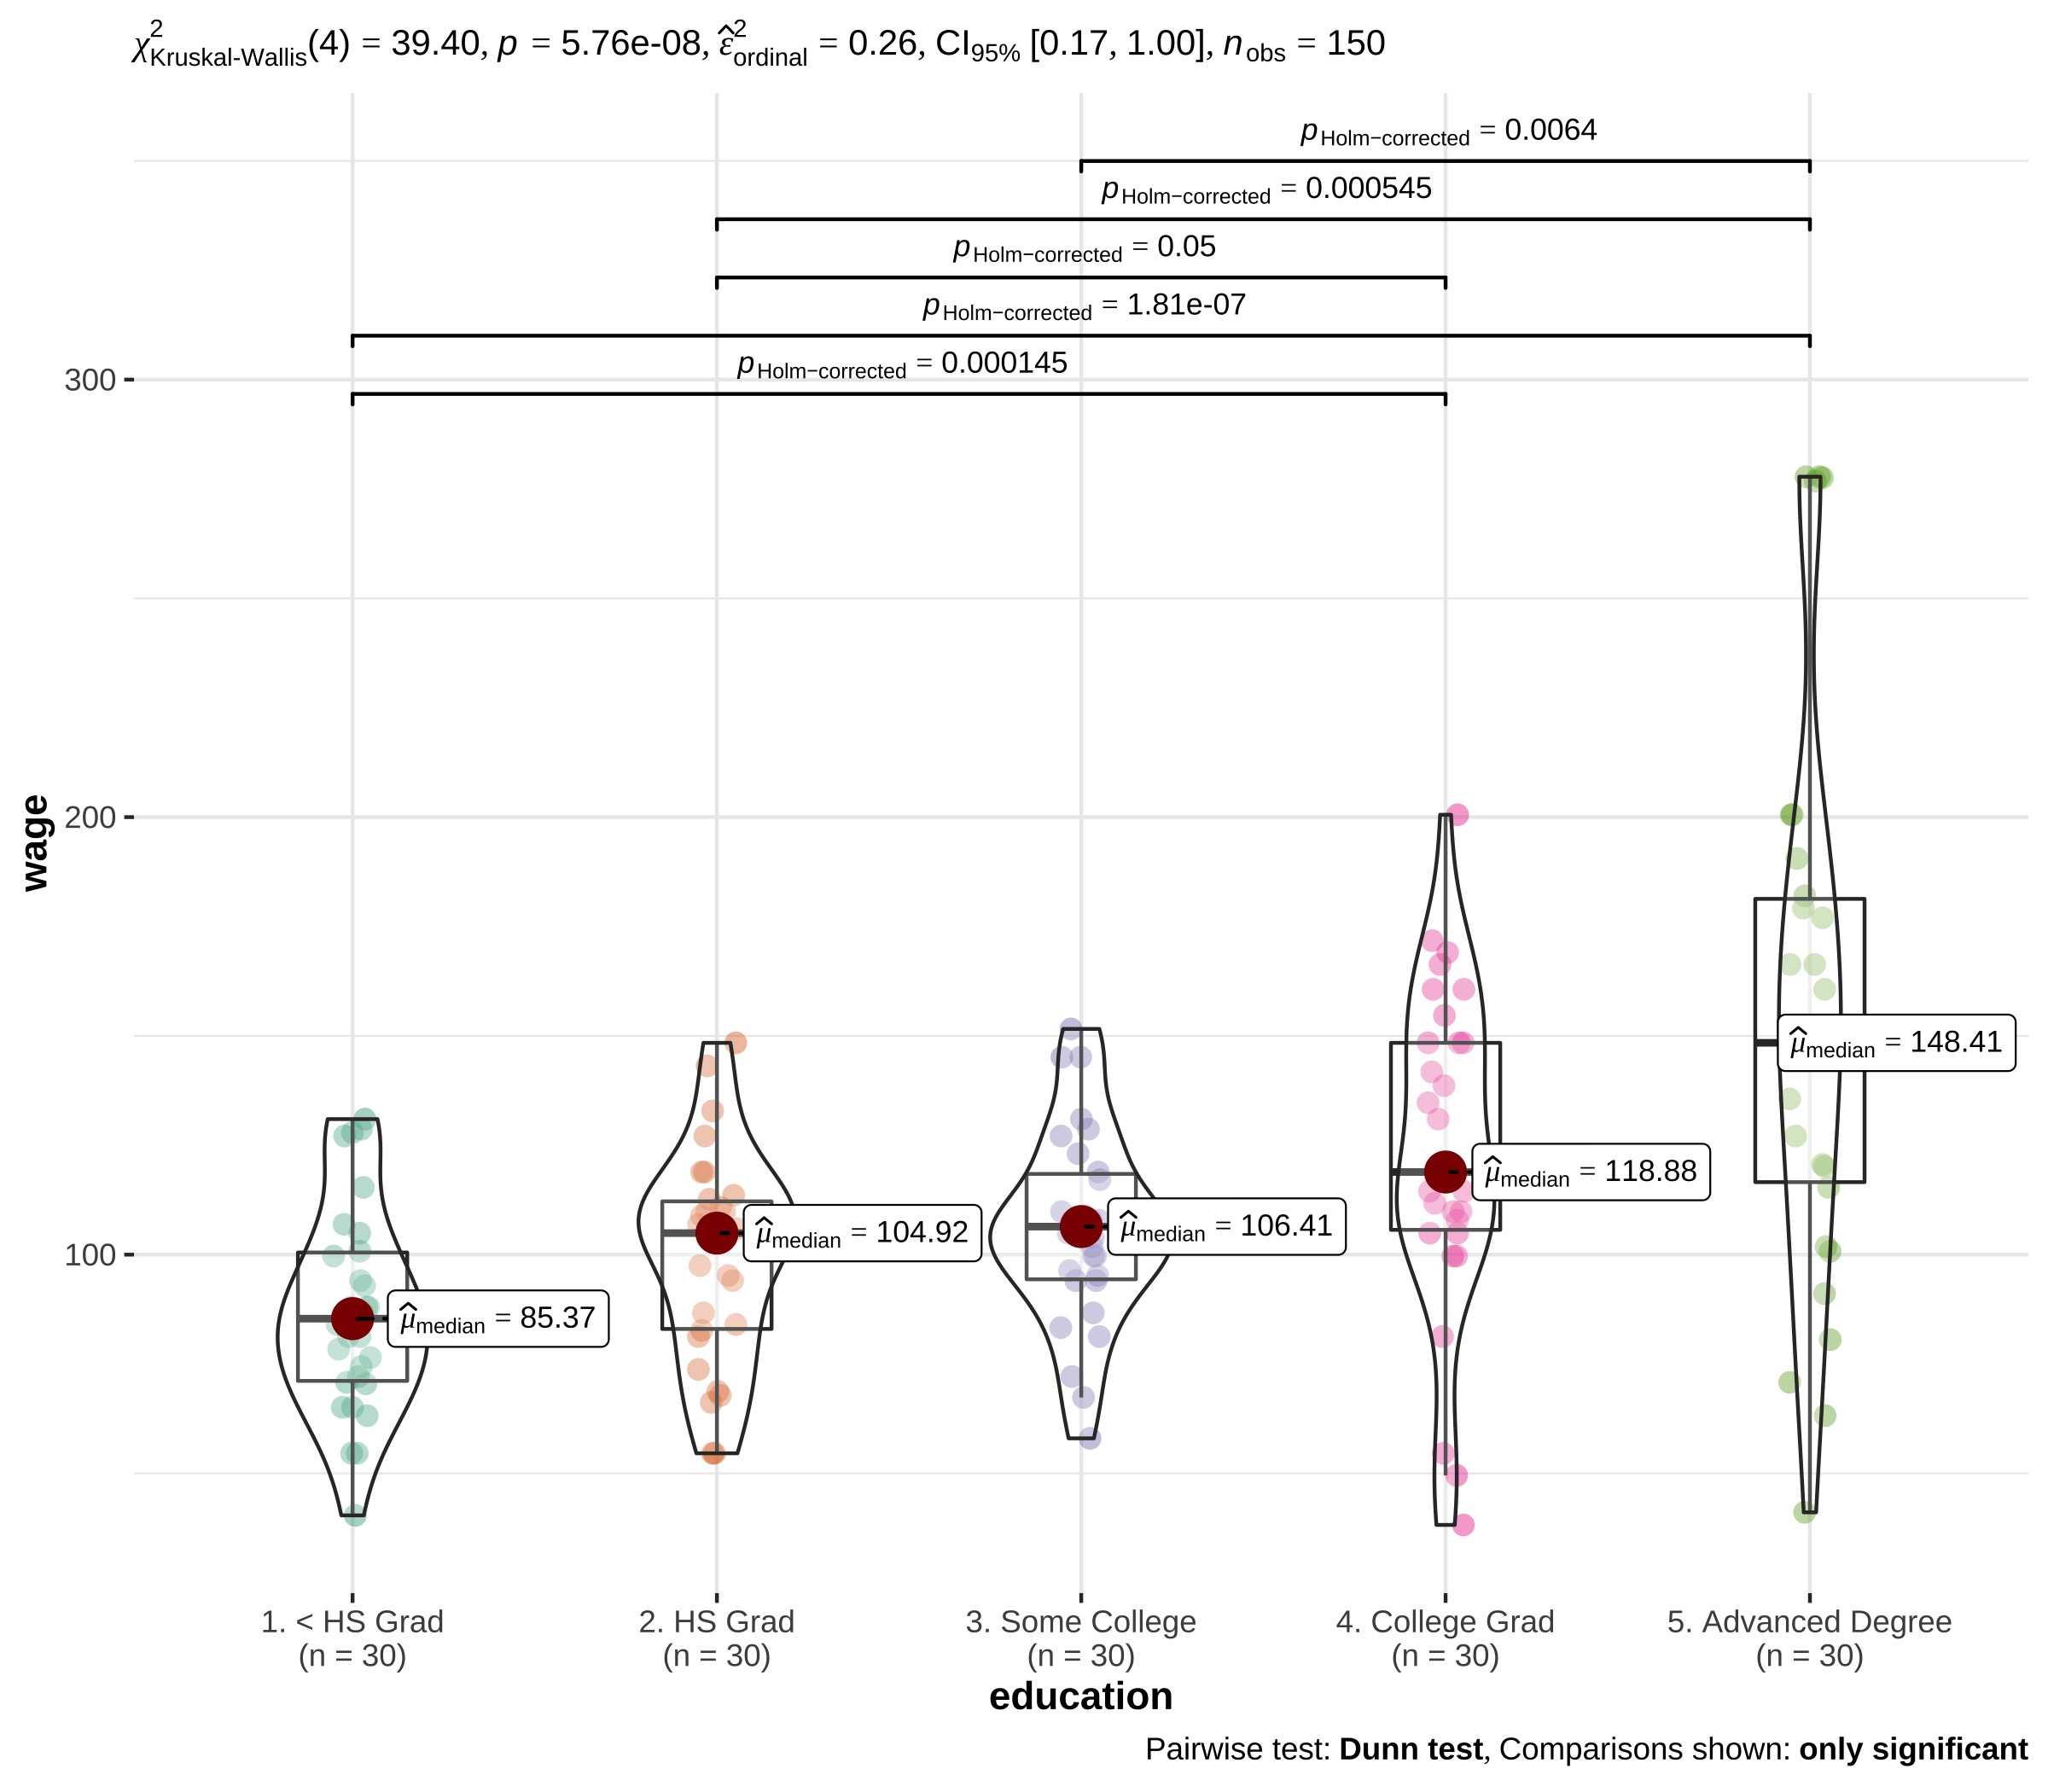 χ²Kruskal-Wallis(4) = 39.40, p = 5.76e-08, ε̂²ordinal = 0.26, CI95% [0.17, 1.00], nobs = 150
pHolm−corrected = 0.0064
pHolm−corrected = 0.000545
pHolm−corrected = 0.05
pHolm−corrected = 1.81e-07
pHolm−corrected = 0.000145
300
200
100
wage
μ̂median = 85.37
μ̂median = 104.92
μ̂median = 106.41
μ̂median = 118.88
μ̂median = 148.41
1. < HS Grad
(n = 30)
2. HS Grad
(n = 30)
3. Some College
(n = 30)
4. College Grad
(n = 30)
5. Advanced Degree
(n = 30)
education
Pairwise test: Dunn test, Comparisons shown: only significant